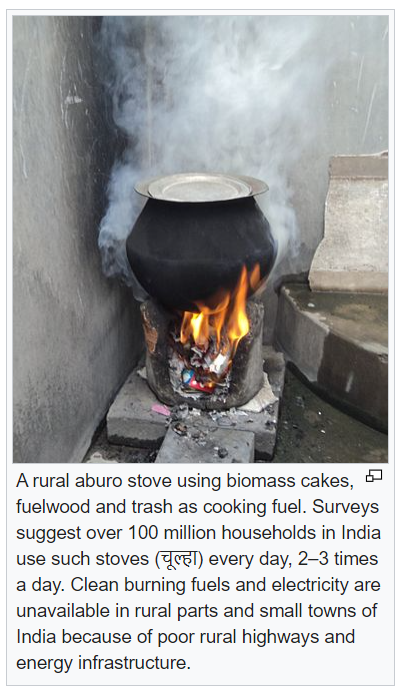 A rural aburo stove using biomass cakes,
fuelwood and trash as cooking fuel. Surveys
suggest over 100 million households in India
use such stoves (चूल्हा) every day, 2–3 times
a day. Clean burning fuels and electricity are
unavailable in rural parts and small towns of
India because of poor rural highways and
energy infrastructure.